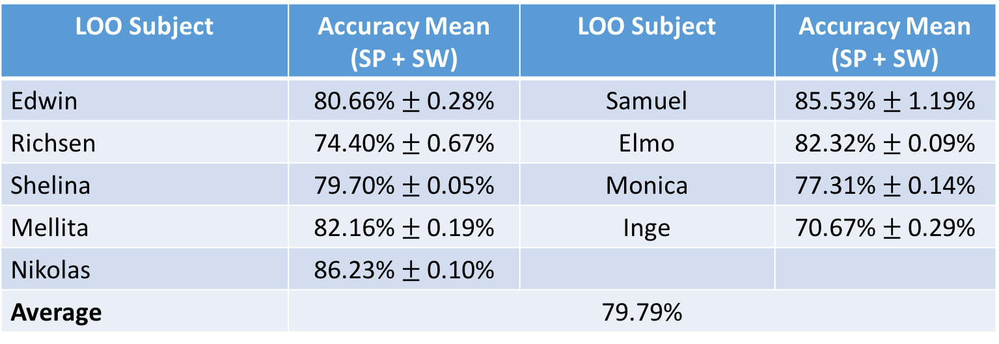 LOO Subject Accuracy Mean (SP + SW) LOO Subject Accuracy Mean (SP + SW)
Edwin 80.66% ± 0.28% Samuel 85.53% ± 1.19%
Richsen 74.40% ± 0.67% Elmo 82.32% ± 0.09%
Shelina 79.70% ± 0.05% Monica 77.31% ± 0.14%
Mellita 82.16% ± 0.19% Inge 70.67% ± 0.29%
Nikolas 86.23% ± 0.10%
Average 79.79%